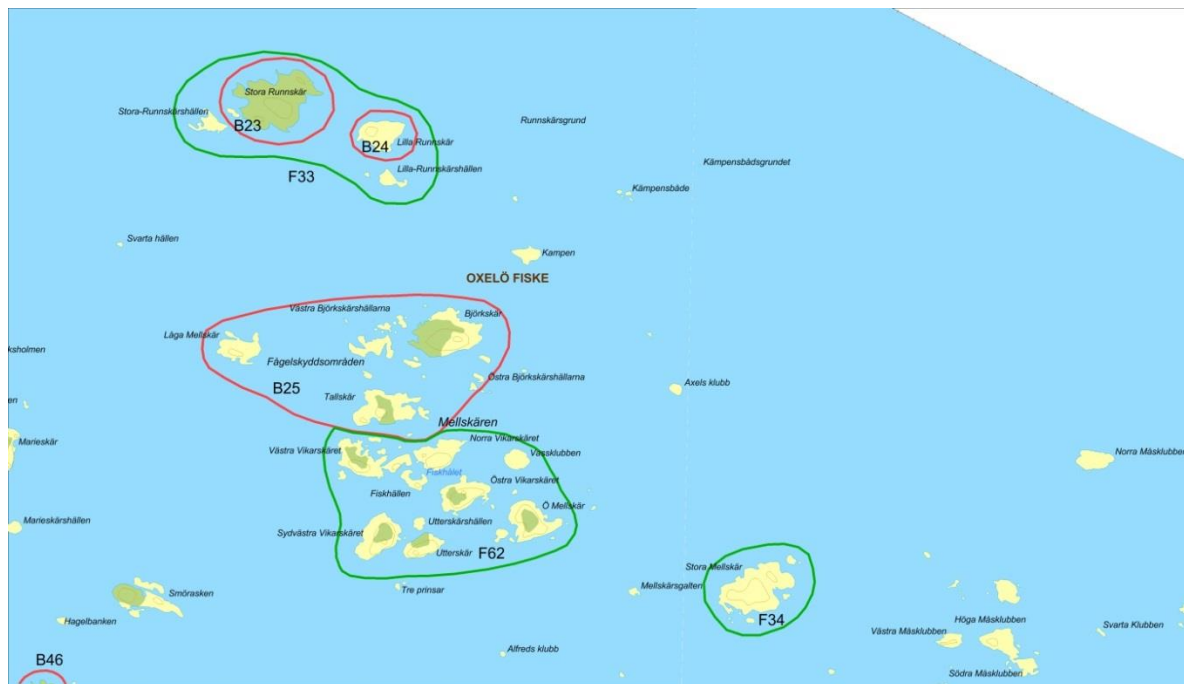 Stora Runnskär
Stora-Runnskärshällen
B23
Lilla Runnskär
B24
Runnskärsgrund
Kämpensbådsgrundet
Lilla-Runnskärshällen
F33
Kämpensbåde
Svarta hällen
Kampen
OXELÖ FISKE
Västra Björkskärshällarna
Björkskär
Låga Mellskär
ksholmen
Fågelskyddsområden
Östra Björkskärshällarna
B25
Axels klubb
Tallskär
en
Mellskären
Marieskär
Norra Vikarskäret
Västra Vikarskäret
Vassklubben
Norra Måsklubben
Fiskhålet
Östra Vikarskäret
Fiskhällen
Ö Mellskär
Marieskärshällen
Utterskärshällen
Sydvästra Vikarskäret
Utterskär
F62
Stora Mellskär
Tre prinsar
Mellskärsgalten
Smörasken
Hagelbanken
F34
Höga Måsklubben
Svarta Klubben
Västra Måsklubben
Alfreds klubb
B46
Södra Måsklubben